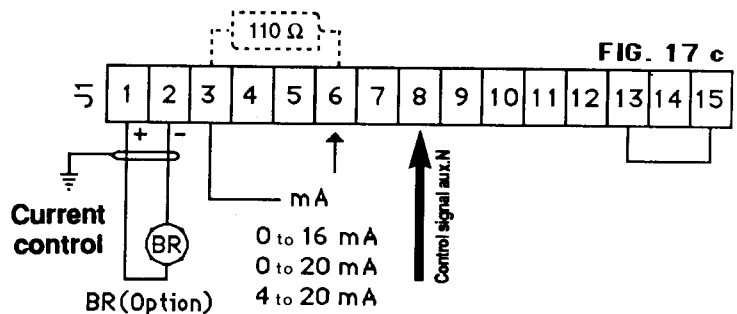 110 Ω
FIG. 17 c
J1 1 2 3 4 5 6 7 8 9 10 11 12 13 14 15
+ -
Current
control
BR
BR(Option)
mA
0 to 16 mA
0 to 20 mA
4 to 20 mA
Control signal aux.N